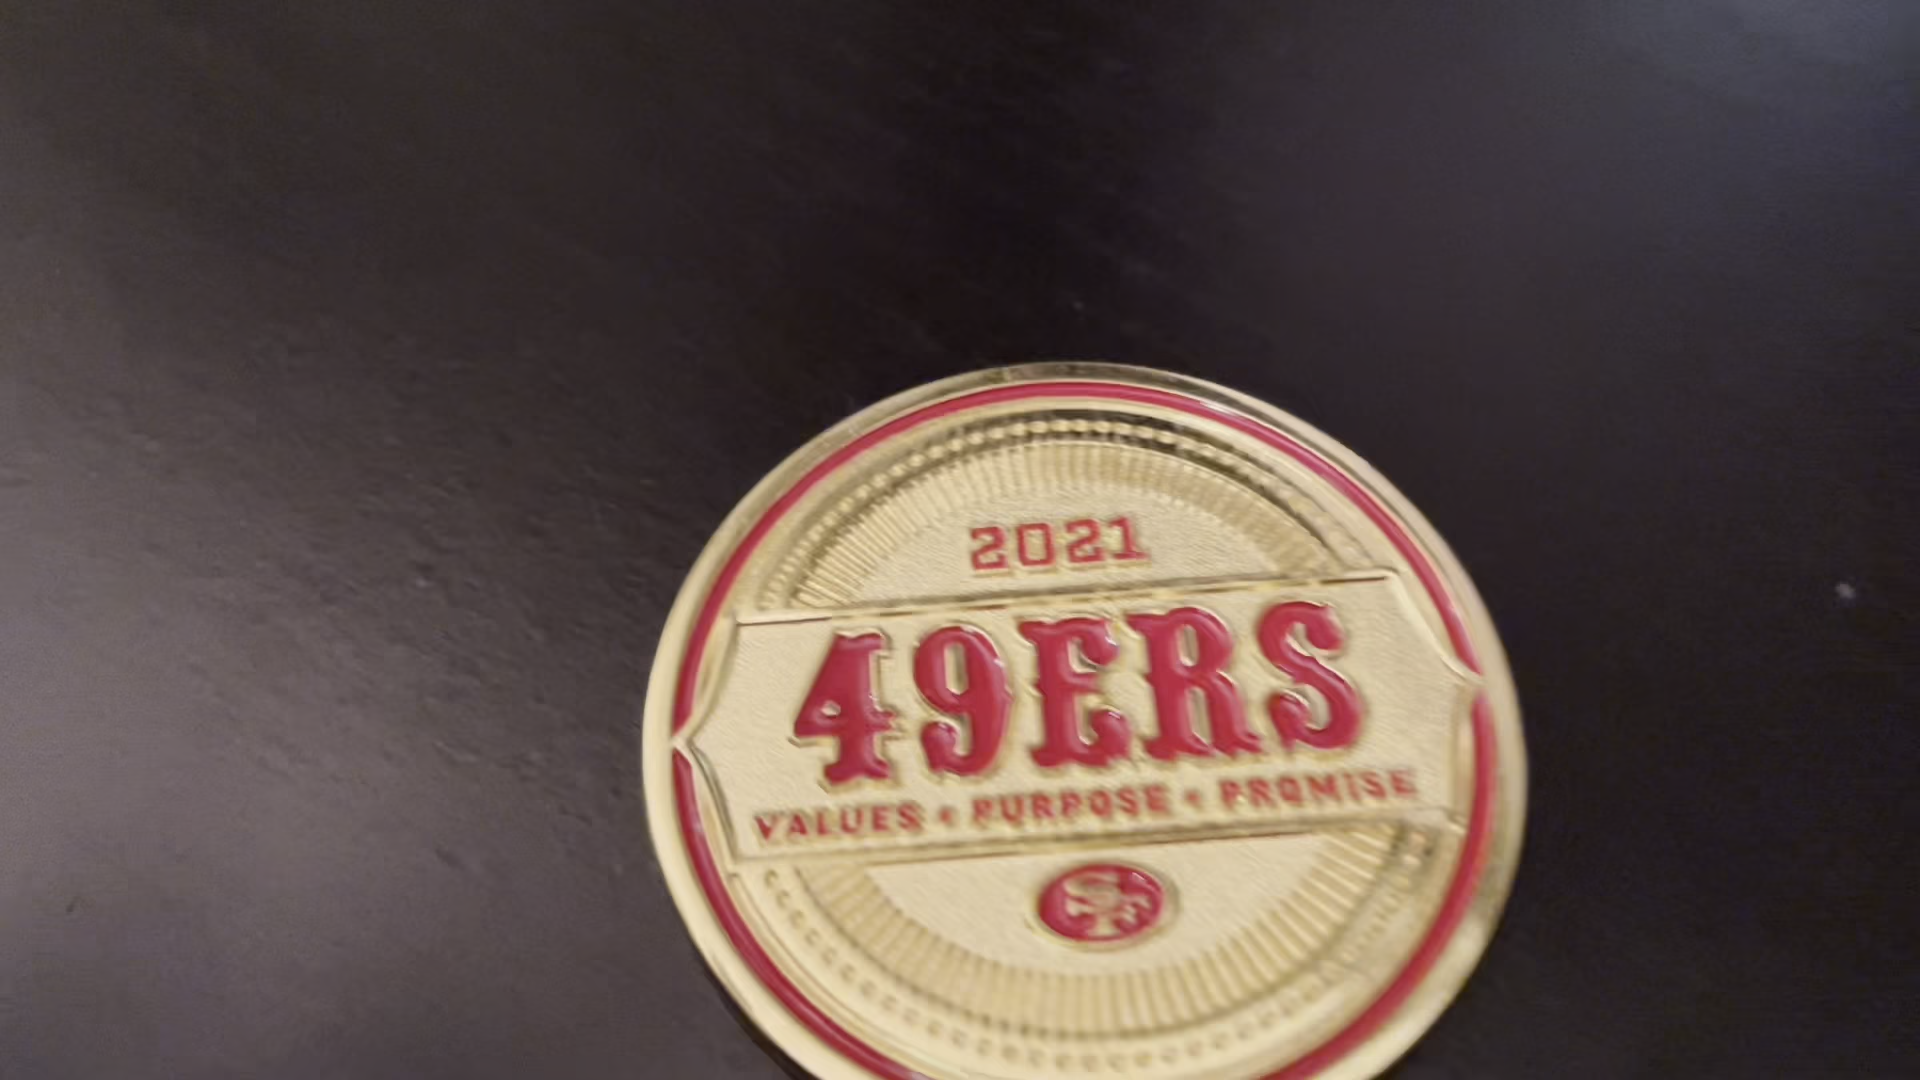 2021
49ERS
VALUES • PURPOSE • PROMISE
SF